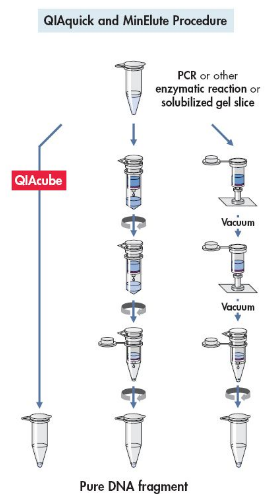 QIAquick and MinElute Procedure
PCR or other
enzymatic reaction or
solubilized gel slice
QIAcube
Vacuum
Vacuum
Pure DNA fragment